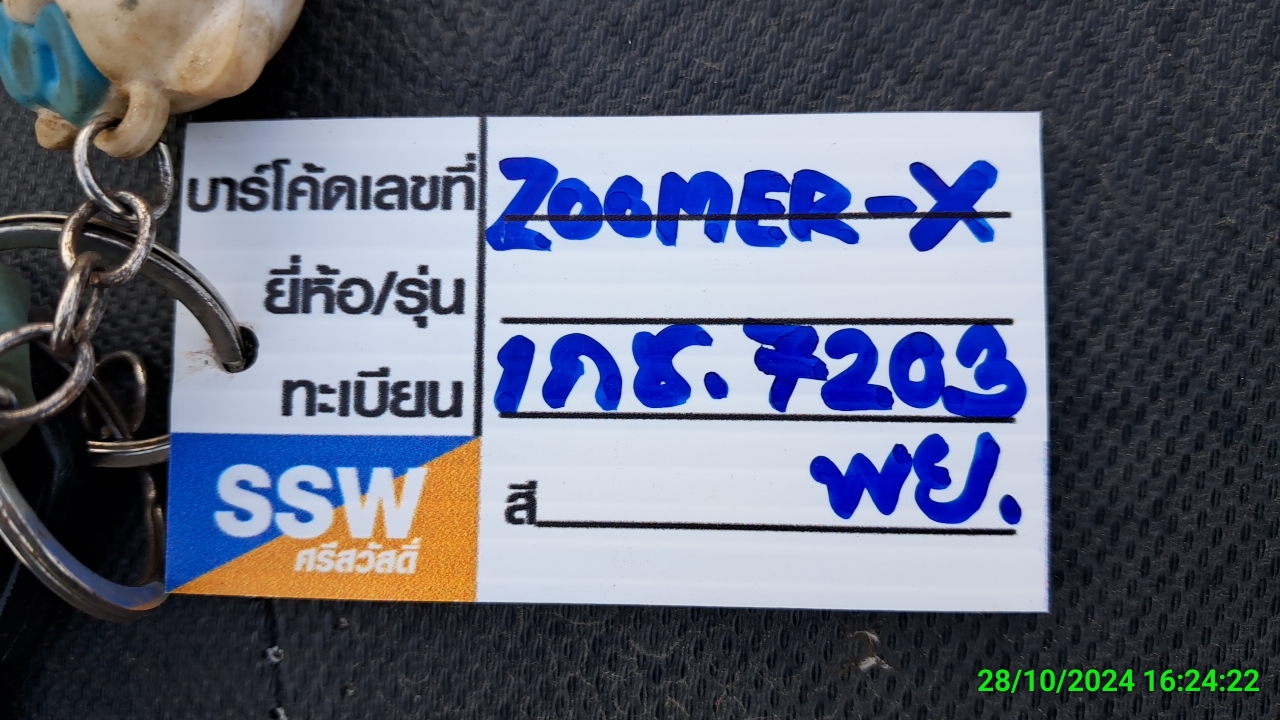 บาร์โค้ดเลขที่ ZOOMER-X
ยี่ห้อ/รุ่น
ทะเบียน 1กธ. 7203
พย.
สี
SSW
ศรีสวัสดิ์
28/10/2024 16:24:22